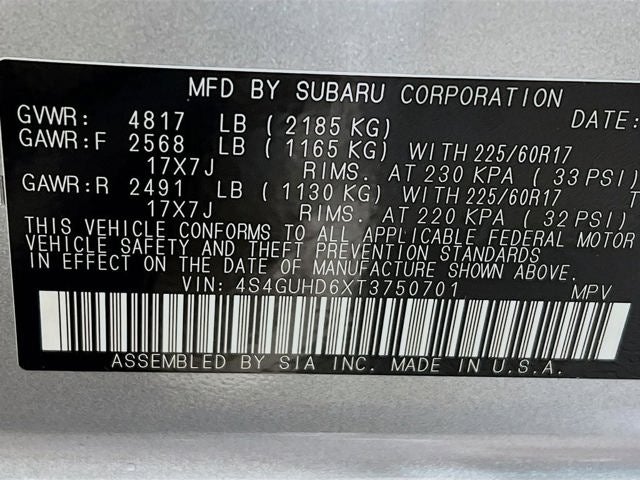 MFD BY SUBARU CORPORATION
DATE:
GVWR: 4817 LB ( 2185 KG)
GAWR:F 2568 LB ( 1165 KG) WITH 225/60R17
17X7J RIMS. AT 230 KPA ( 33 PSI)
GAWR:R 2491 LB ( 1130 KG) WITH 225/60R17 T
17X7J RIMS. AT 220 KPA ( 32 PSI)
THIS VEHICLE CONFORMS TO ALL APPLICABLE FEDERAL MOTOR
VEHICLE SAFETY AND THEFT PREVENTION STANDARDS
IN EFFECT ON THE DATE OF MANUFACTURE SHOWN ABOVE.
VIN: 4S4GUHD6XT3750701 MPV
ASSEMBLED BY SIA INC. MADE IN U.S.A.